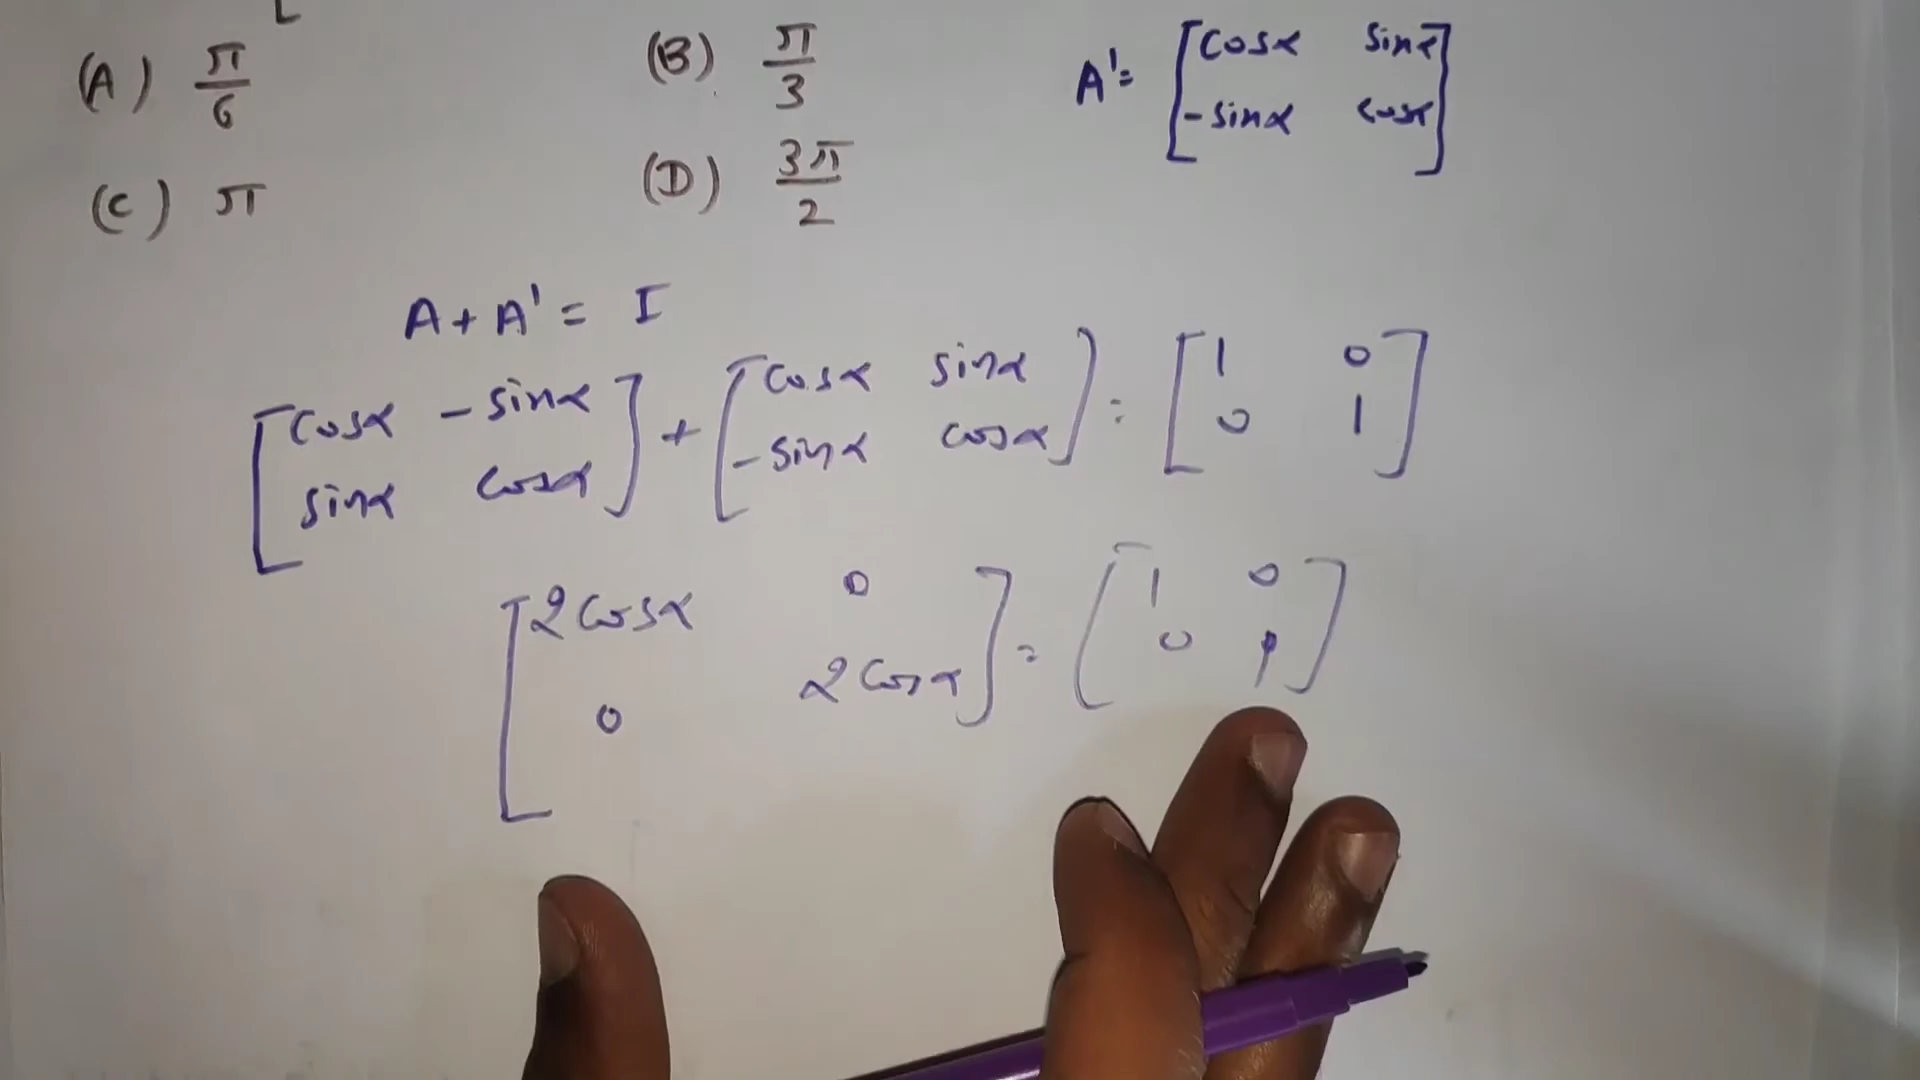 (A) π/6 (B) π/3
(C) π (D) 3π/2
A' = [cosα sinα
-sinα cosα]
A + A' = I
[cosα -sinα
sinα cosα] + [cosα sinα
-sinα cosα] = [1 0
0 1]
[2cosα 0
0 2cosα] = [1 0
0 1]